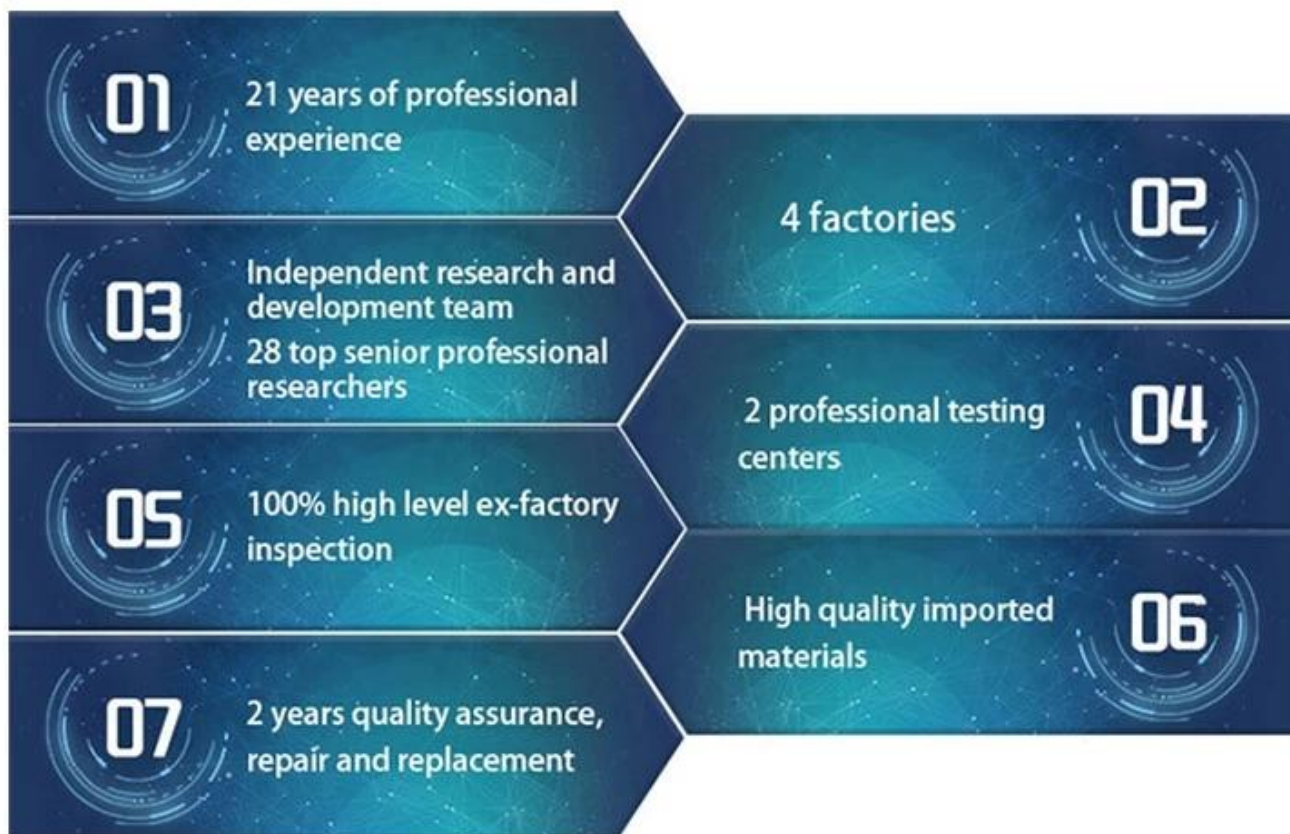 01
21 years of professional
experience
02
4 factories
03
Independent research and
development team
28 top senior professional
researchers
04
2 professional testing
centers
05
100% high level ex-factory
inspection
06
High quality imported
materials
07
2 years quality assurance,
repair and replacement